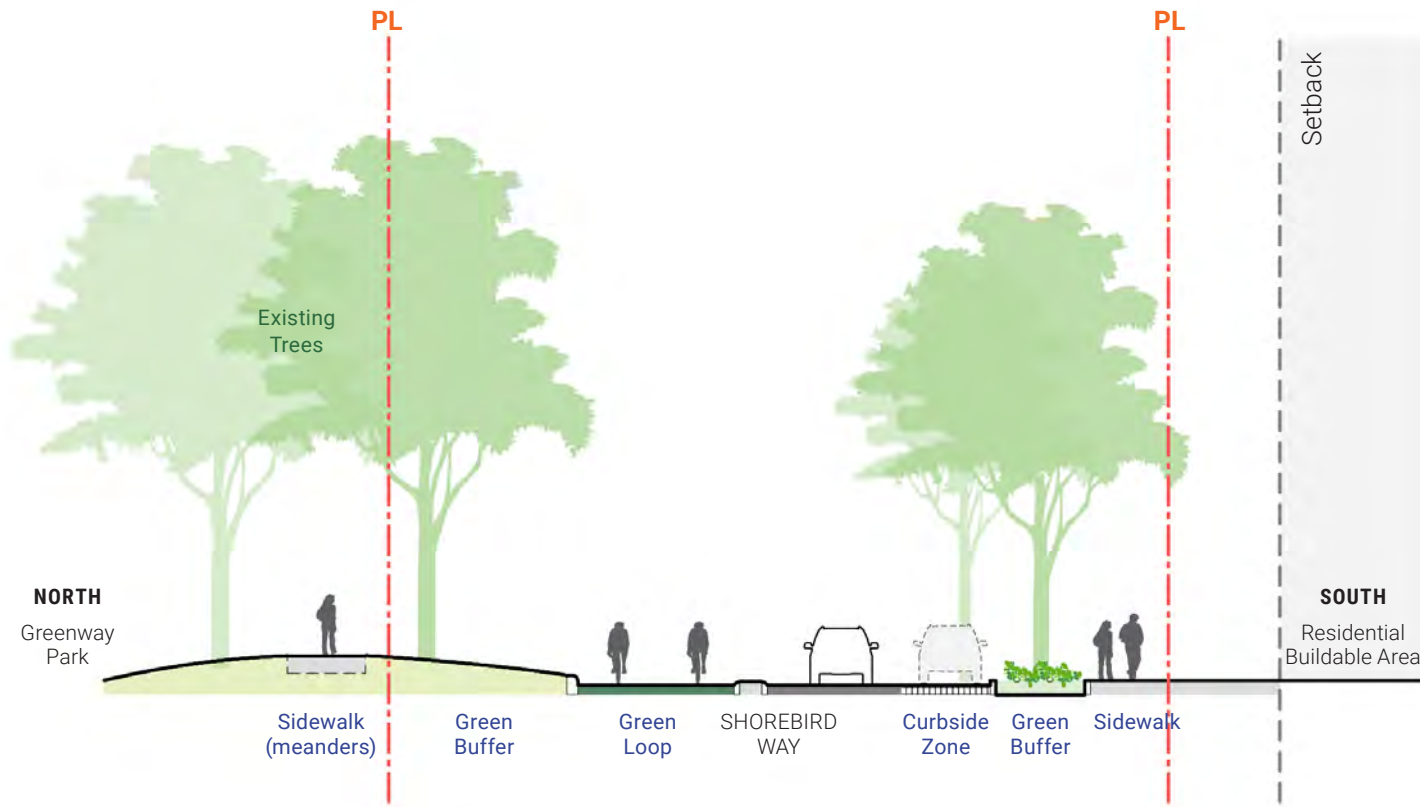 PL
PL
Setback
Existing
Trees
NORTH
Greenway
Park
SOUTH
Residential
Buildable Area
Sidewalk
(meanders)
Green
Buffer
Green
Loop
SHOREBIRD
WAY
Curbside
Zone
Green
Buffer
Sidewalk